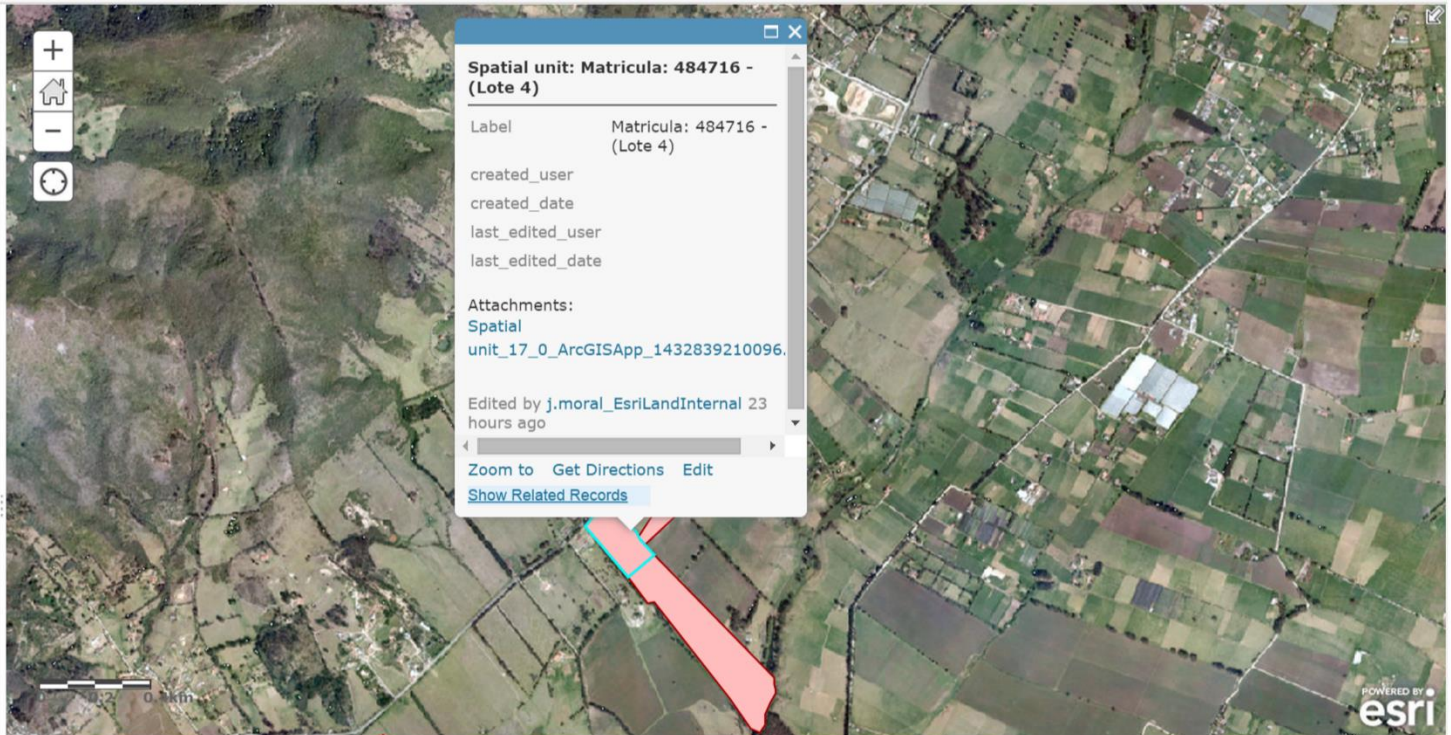 Spatial unit: Matricula: 484716 -
(Lote 4)
Label Matricula: 484716 -
(Lote 4)
created_user
created_date
last_edited_user
last_edited_date
Attachments:
Spatial
unit_17_0_ArcGISApp_1432839210096.
Edited by j.moral_EsriLandInternal 23
hours ago
Zoom to Get Directions Edit
Show Related Records
POWERED BY
esri